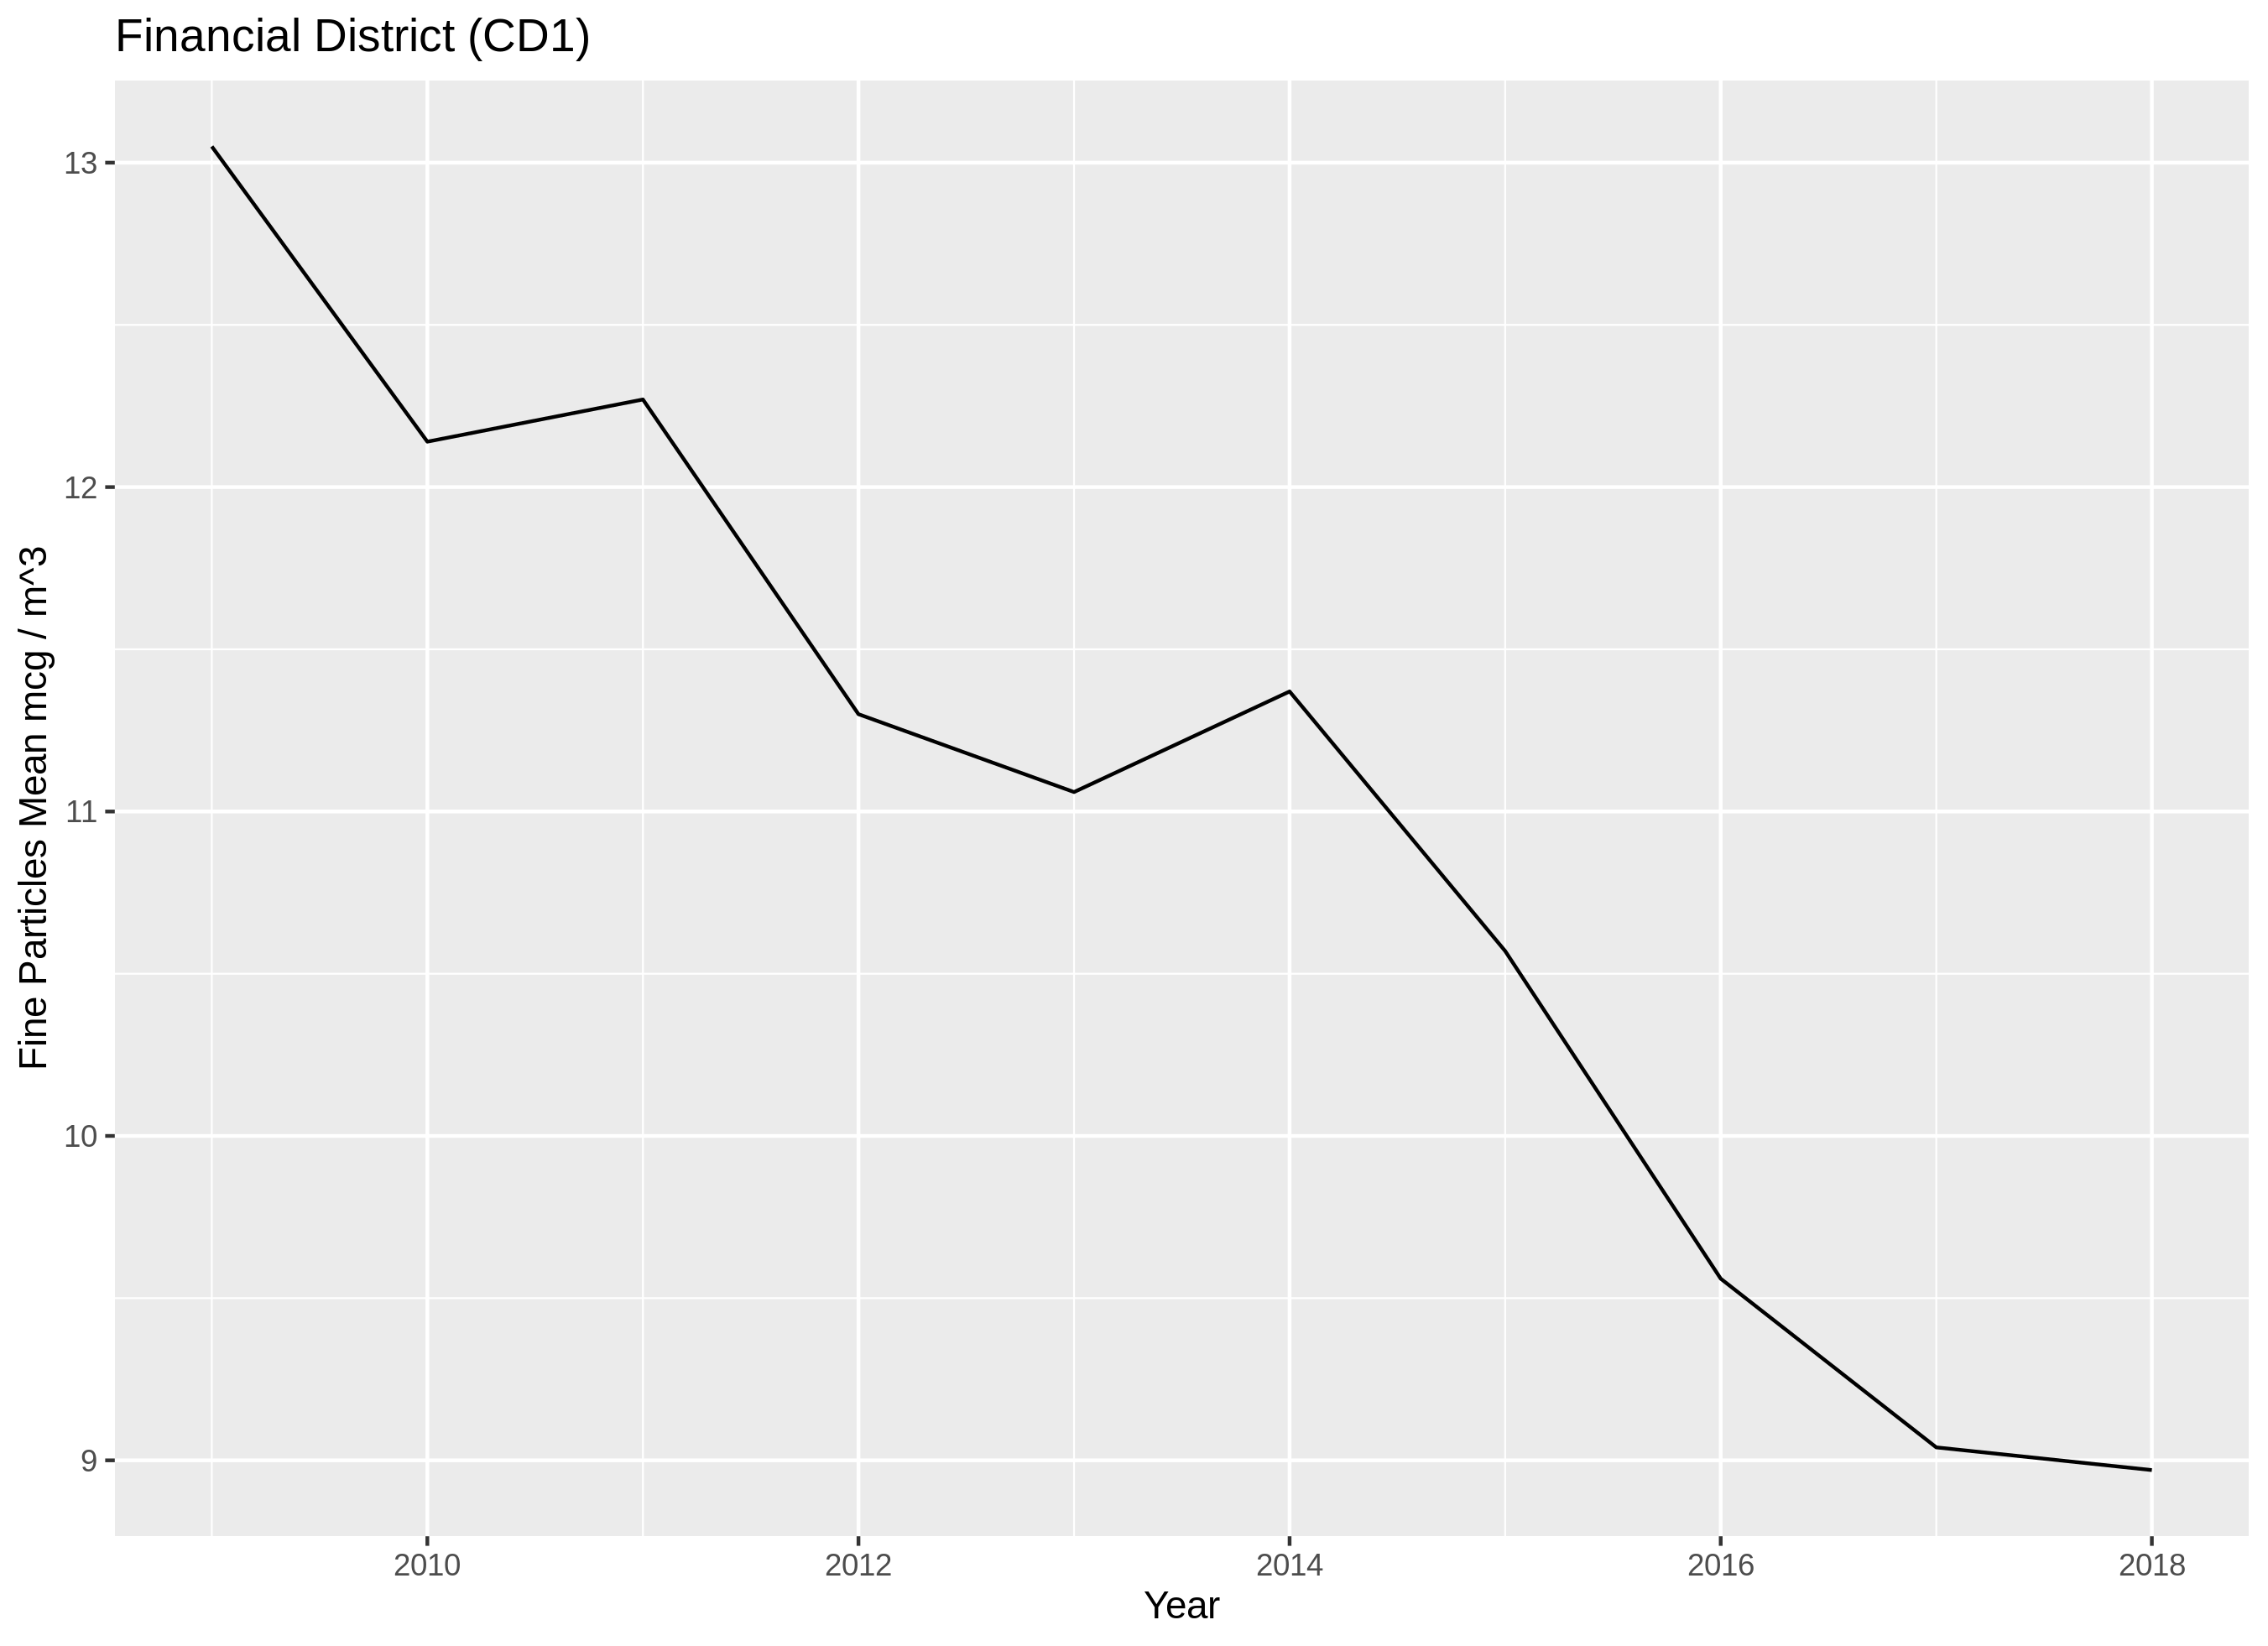 Financial District (CD1)
Fine Particles Mean mcg / m^3
13
12
11
10
9
2010 2012 2014 2016 2018
Year